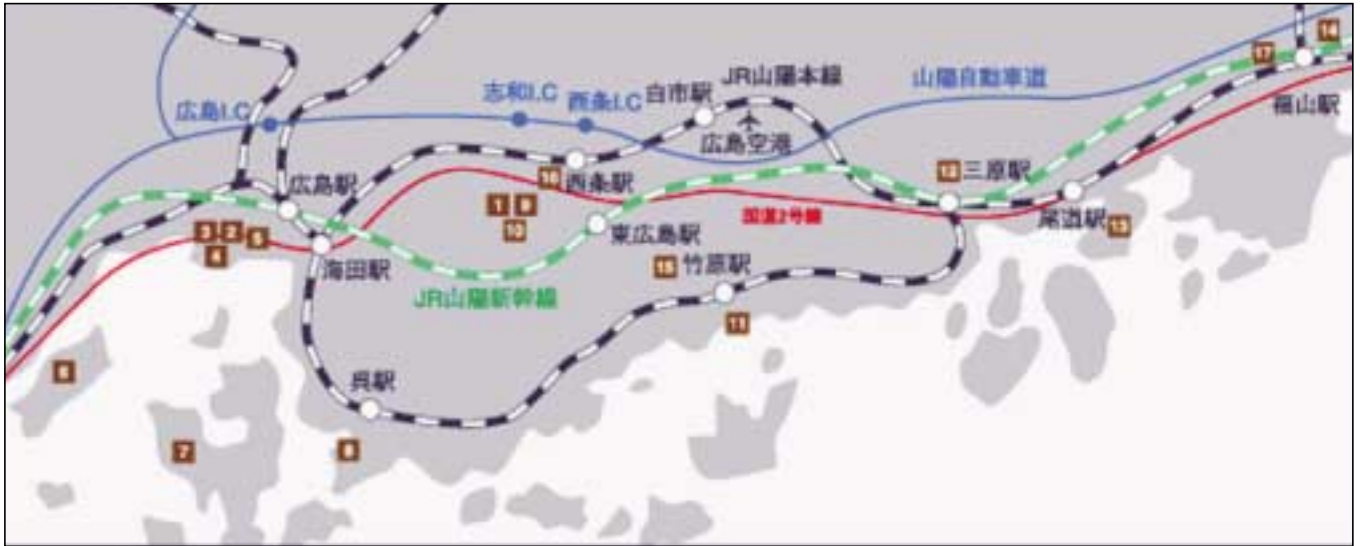 14
17
JR山陽本線
山陽自動車道
志和I.C
西条I.C
白市駅
広島I.C
広島空港
福山駅
16
西条駅
12
三原駅
広島駅
1
9
10
国道2号線
尾道駅
13
3
2
5
4
東広島駅
海田駅
15
竹原駅
JR山陽新幹線
11
6
呉駅
7
8